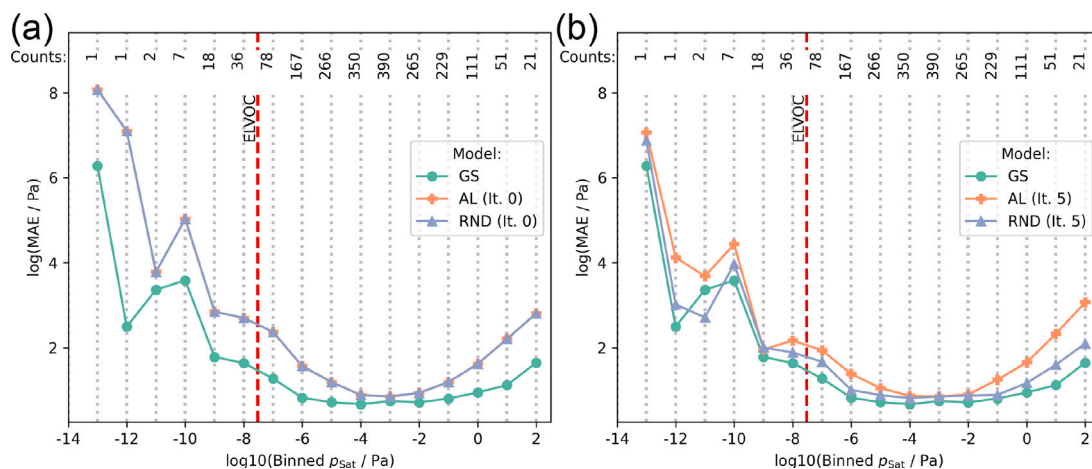 (a)
Counts: 1 1 2 7 18 36 78 167 266 350 390 265 229 111 51 21
ELVOC
Model:
GS
AL (It. 0)
RND (It. 0)
log(MAE / Pa)
8
6
4
2
-14 -12 -10 -8 -6 -4 -2 0 2
log10(Binned pSat / Pa)
(b)
Counts: 1 1 2 7 18 36 78 167 266 350 390 265 229 111 51 21
ELVOC
Model:
GS
AL (It. 5)
RND (It. 5)
log(MAE / Pa)
8
6
4
2
-14 -12 -10 -8 -6 -4 -2 0 2
log10(Binned pSat / Pa)